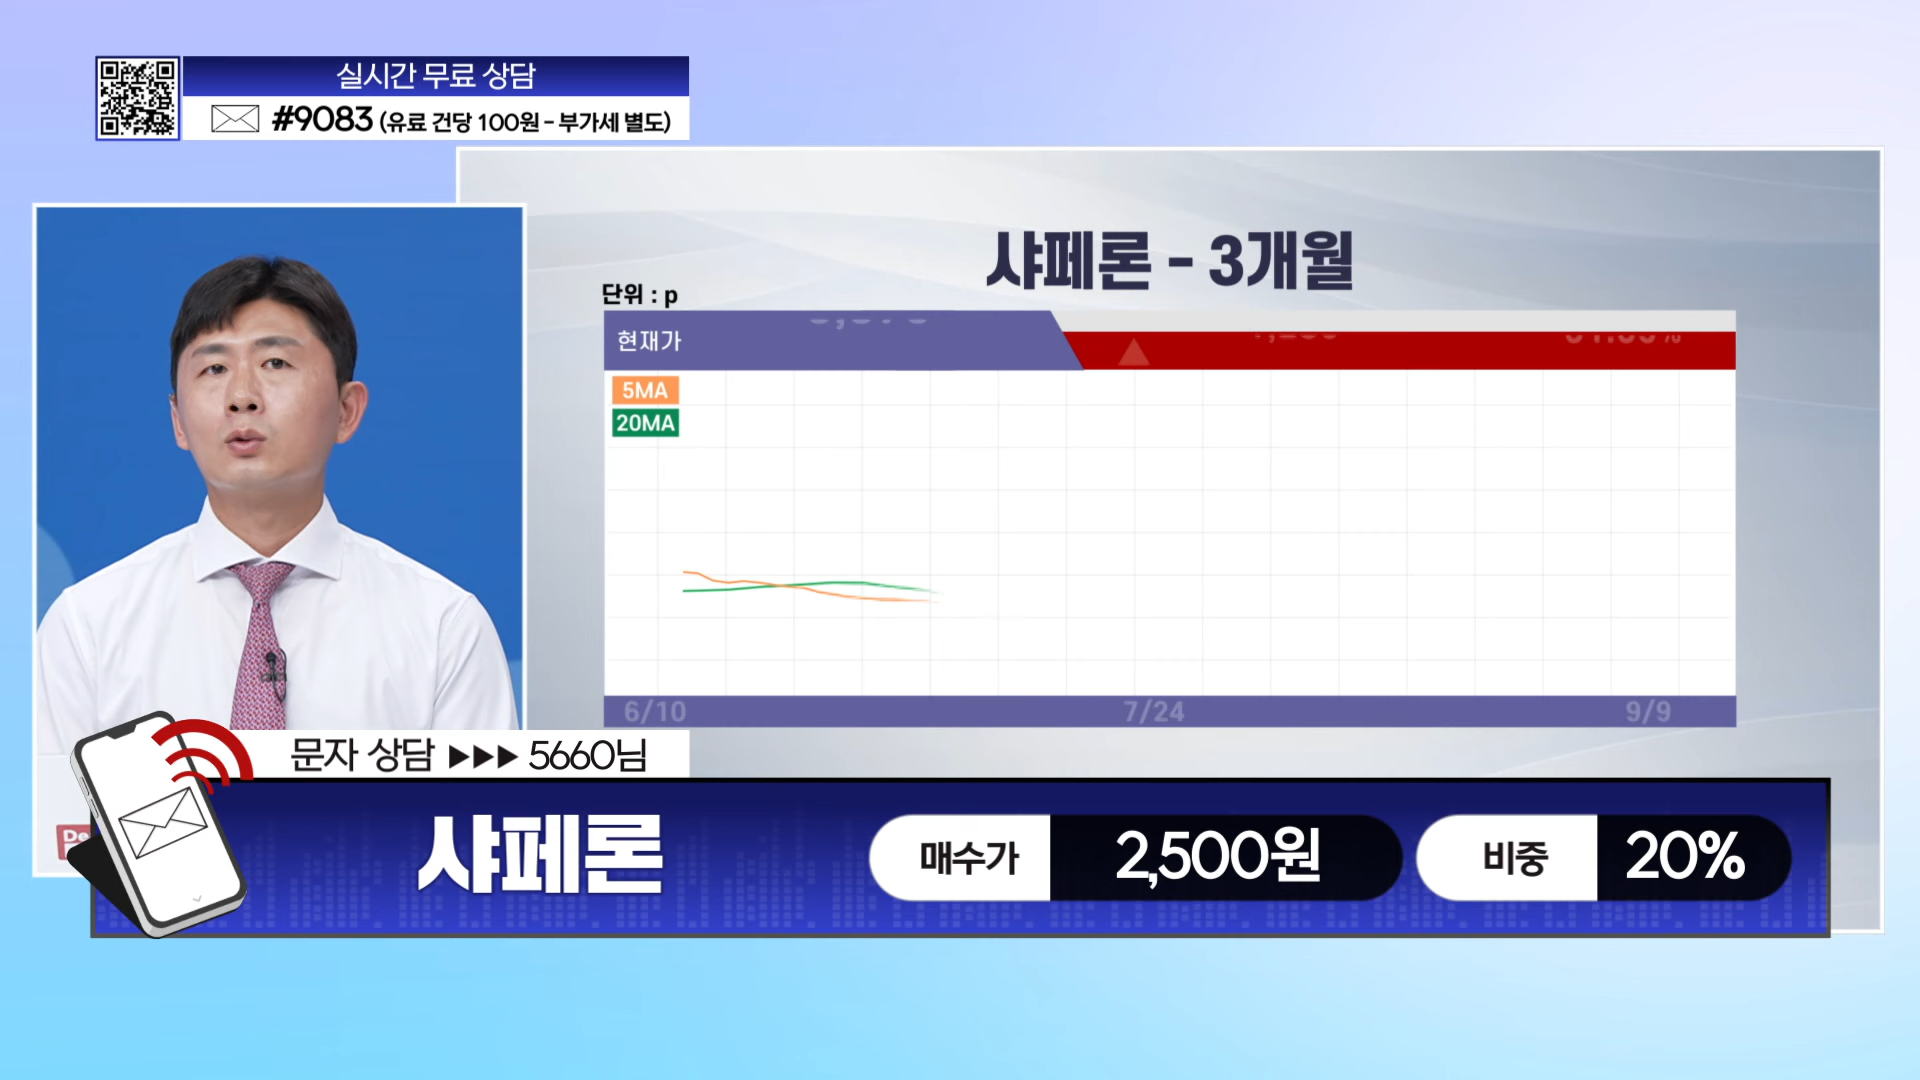 실시간 무료 상담
#9083 (유료 건당 100원 - 부가세 별도)
샤페론 - 3개월
단위 : p
현재가
5MA
20MA
6/10 7/24 9/9
문자 상담 ▶▶▶ 5660님
샤페론
매수가 2,500원 비중 20%